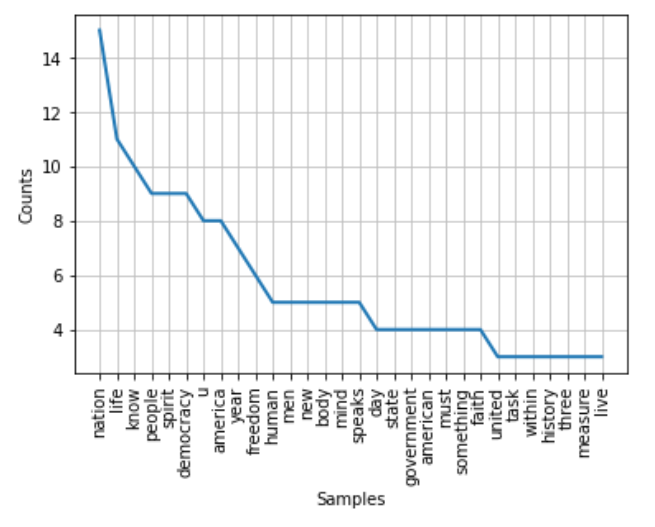 14
12
10
8
6
4
Counts
nation
life
know
people
spirit
democracy
u
america
year
freedom
human
men
new
body
mind
speaks
day
state
government
american
must
something
faith
united
task
within
history
three
measure
live
Samples